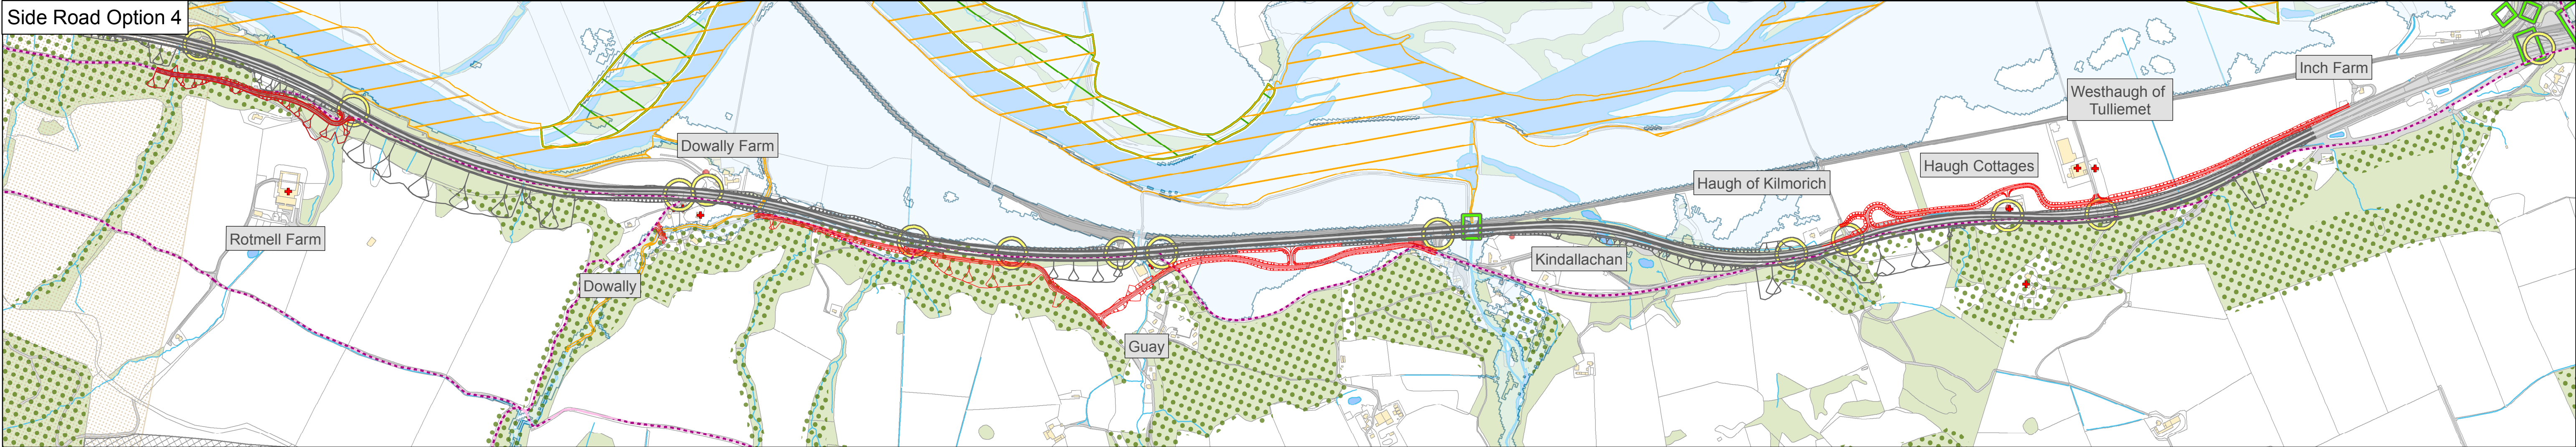 Side Road Option 4
Inch Farm
Westhaugh of
Tulliemet
Dowally Farm
Haugh Cottages
Haugh of Kilmorich
Rotmell Farm
Kindallachan
Dowally
Guay